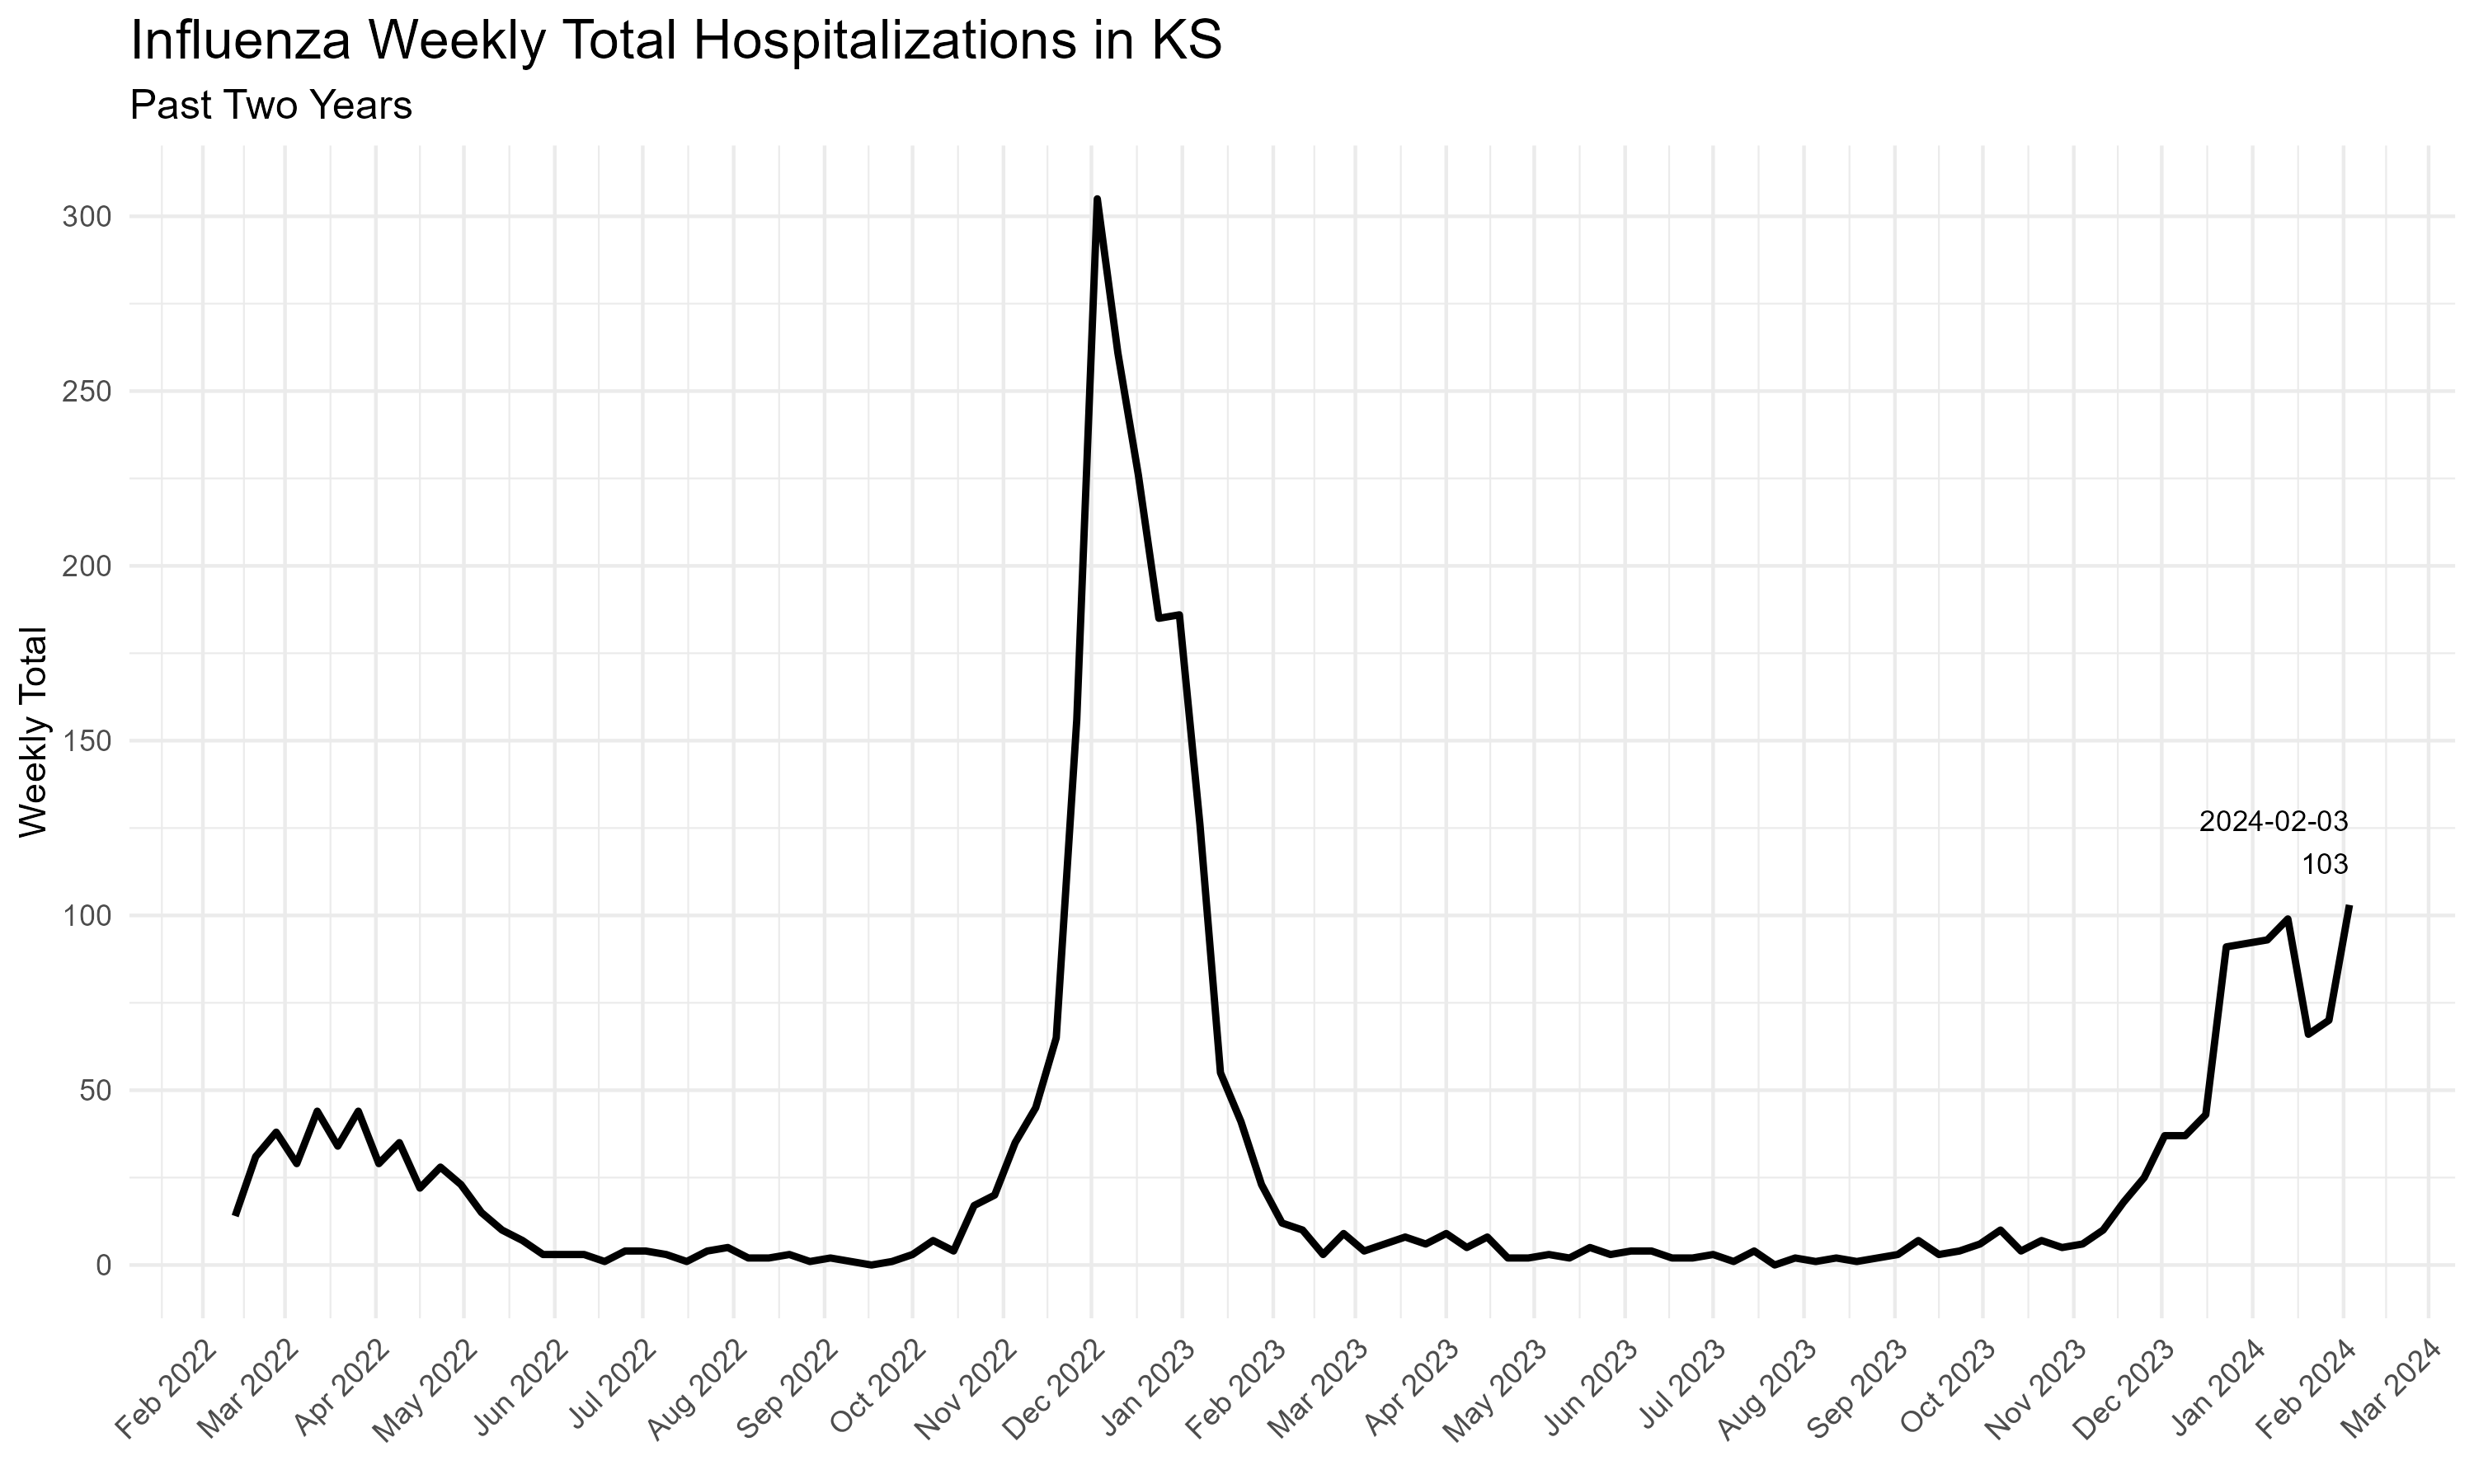 Influenza Weekly Total Hospitalizations in KS
Past Two Years
Weekly Total
300
250
200
150
100
50
0
2024-02-03
103
Feb 2022
Mar 2022
Apr 2022
May 2022
Jun 2022
Jul 2022
Aug 2022
Sep 2022
Oct 2022
Nov 2022
Dec 2022
Jan 2023
Feb 2023
Mar 2023
Apr 2023
May 2023
Jun 2023
Jul 2023
Aug 2023
Sep 2023
Oct 2023
Nov 2023
Dec 2023
Jan 2024
Feb 2024
Mar 2024